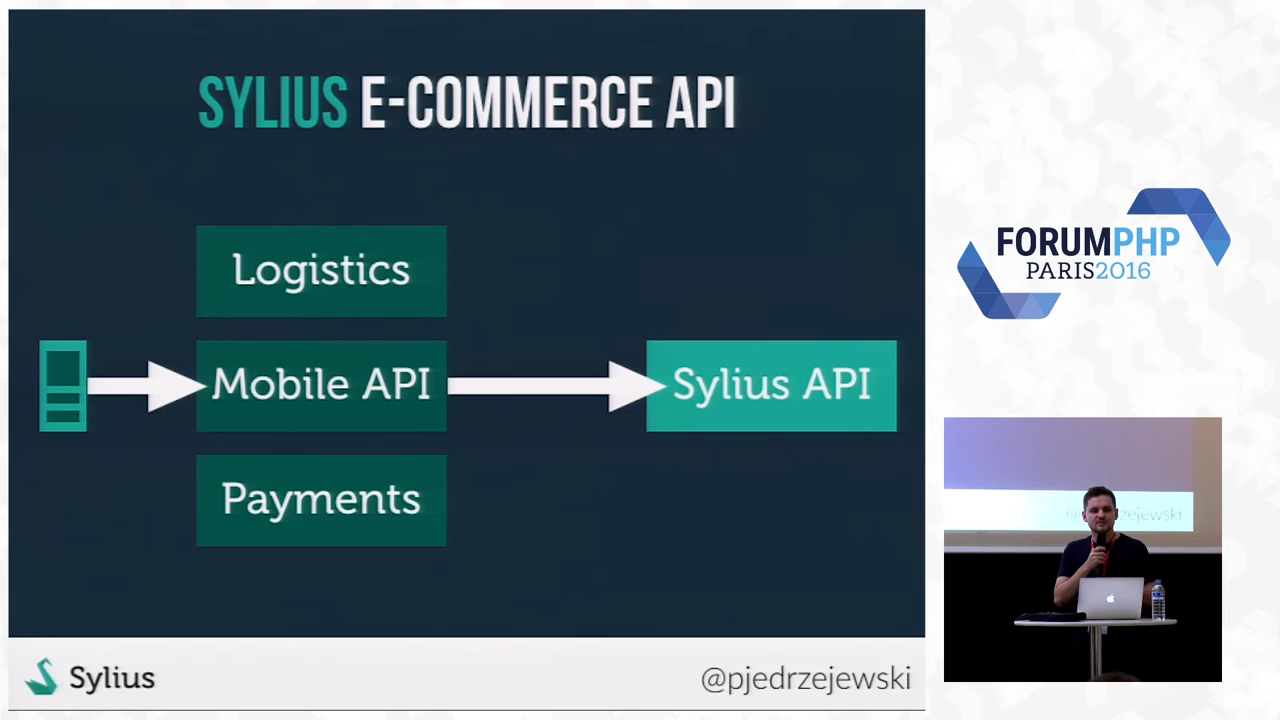 SYLIUS E-COMMERCE API
Logistics
Mobile API
Sylius API
Payments
Sylius
@pjedrzejewski
FORUMPHP
PARIS2016